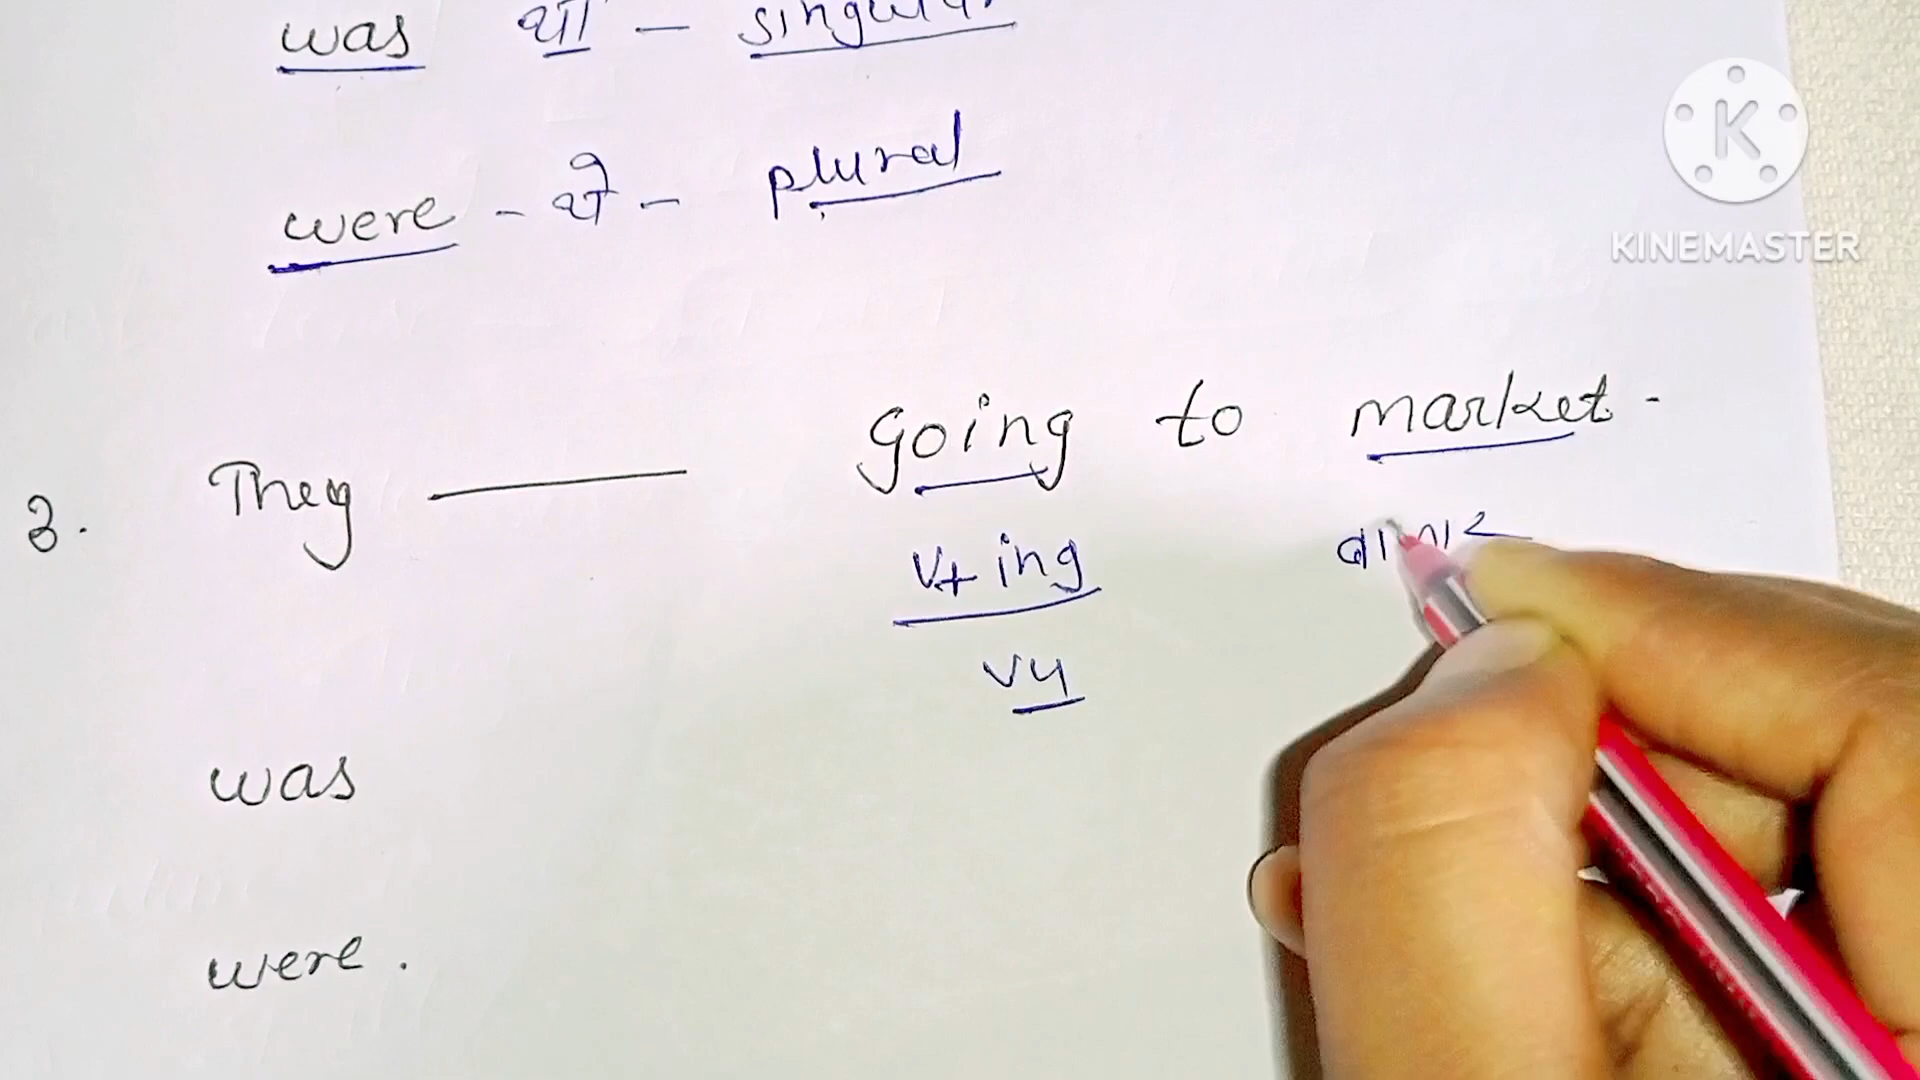 was था - singular
were - थे - plural
K
KINEMASTER
3. They ______ going to market.
v+ing
v4
was
were.